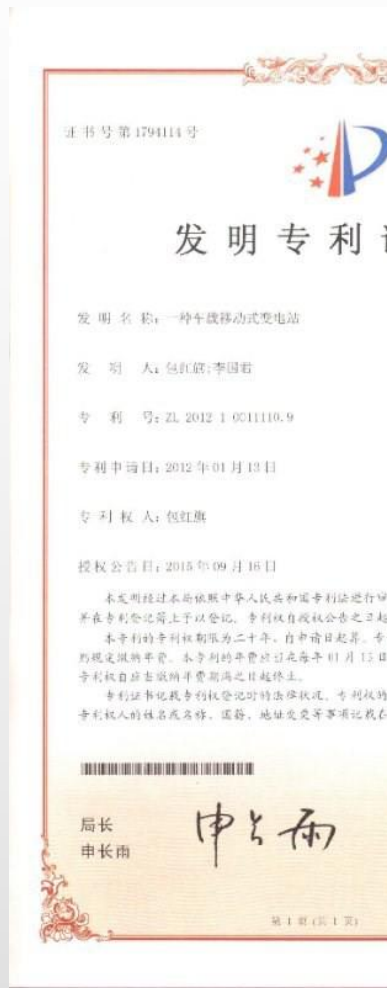 证书号第1794114号
发明专利
发明名称：一种车载移动式变电站
发明人：包红旗;李国君
专利号：ZL 2012 1 0011110.9
专利申请日：2012年01月13日
专利权人：包红旗
授权公告日：2015年09月16日
本发明经过本局依照中华人民共和国专利法进行
并在专利登记簿上予以登记。专利权自授权公告之日起
本专利的专利权期限为二十年，自申请日起算。专
规定缴纳年费。本专利的年费应当在每年01月13日
专利权自应当缴纳年费期满之日起终止。
专利证书记载专利权登记时的法律状况。专利权的
专利权人的姓名或名称、国籍、地址变更等事项记载在
局长
申长雨
申长雨
第1页(共1页)